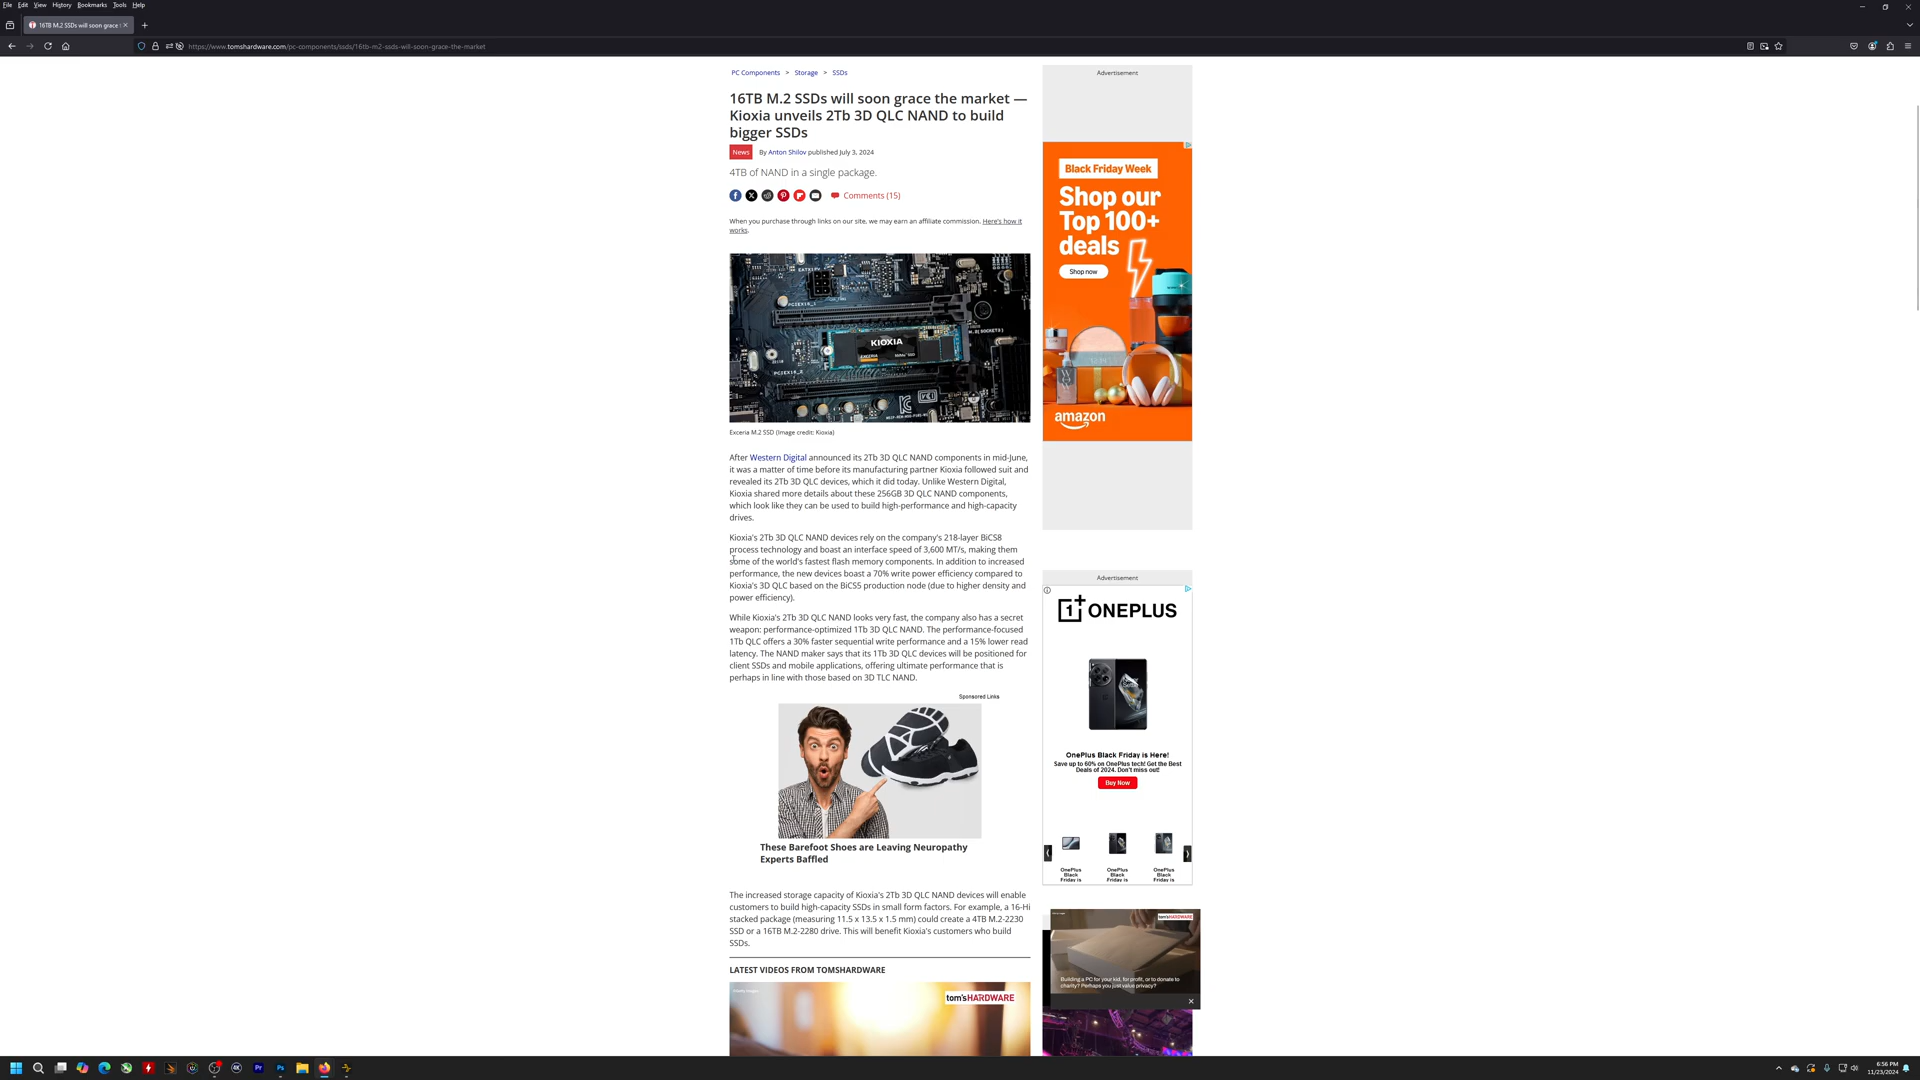 File Edit View History Bookmarks Tools Help
16TB M.2 SSDs will soon grace
https://www.tomshardware.com/pc-components/ssds/16tb-m2-ssds-will-soon-grace-the-market
PC Components > Storage > SSDs
16TB M.2 SSDs will soon grace the market —
Kioxia unveils 2Tb 3D QLC NAND to build
bigger SSDs
News By Anton Shilov published July 3, 2024
4TB of NAND in a single package.
Comments (15)
When you purchase through links on our site, we may earn an affiliate commission. Here's how it
works.
PCIEX16_1
KIOXIA
EXCERIA
PCIEX16_2
Exceria M.2 SSD (Image credit: Kioxia)
After Western Digital announced its 2Tb 3D QLC NAND components in mid-June,
it was a matter of time before its manufacturing partner Kioxia followed suit and
revealed its 2Tb 3D QLC devices, which it did today. Unlike Western Digital,
Kioxia shared more details about these 256GB 3D QLC NAND components,
which look like they can be used to build high-performance and high-capacity
drives.
Kioxia's 2Tb 3D QLC NAND devices rely on the company's 218-layer BiCS8
process technology and boast an interface speed of 3,600 MT/s, making them
some of the world's fastest flash memory components. In addition to increased
performance, the new devices boast a 70% write power efficiency compared to
Kioxia's 3D QLC based on the BiCS5 production node (due to higher density and
power efficiency).
While Kioxia's 2Tb 3D QLC NAND looks very fast, the company also has a secret
weapon: performance-optimized 1Tb 3D QLC NAND. The performance-focused
1Tb QLC offers a 30% faster sequential write performance and a 15% lower read
latency. The NAND maker says that its 1Tb 3D QLC devices will be positioned for
client SSDs and mobile applications, offering ultimate performance that is
perhaps in line with those based on 3D TLC NAND.
Sponsored Links
These Barefoot Shoes are Leaving Neuropathy
Experts Baffled
The increased storage capacity of Kioxia's 2Tb 3D QLC NAND devices will enable
customers to build high-capacity SSDs in small form factors. For example, a 16-Hi
stacked package (measuring 11.5 x 13.5 x 1.5 mm) could create a 4TB M.2-2230
SSD or a 16TB M.2-2280 drive. This will benefit Kioxia's customers who build
SSDs.
LATEST VIDEOS FROM TOMSHARDWARE
tom'sHARDWARE
Advertisement
Black Friday Week
Shop our
Top 100+
deals
Shop now
amazon
Advertisement
1+ ONEPLUS
OnePlus Black Friday is Here!
Save up to 60% on OnePlus tech! Get the Best
Deals of 2024. Don't miss out!
Buy Now
OnePlus OnePlus OnePlus
Black Black Black
Friday is Friday is Friday is
tom'sHARDWARE
Building a PC for your kid, for profit, or to donate to
charity? Perhaps you just value privacy?
6:56 PM
11/23/2024